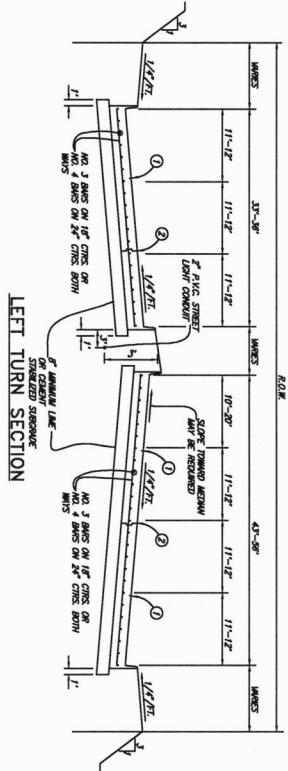 R.O.W.
VARIES 33'-36' VARIES 43'-56' VARIES
11'-12' 11'-12' 11'-12' 10'-20' 11'-12' 11'-12' 11'-12'
SLOPE TOWARD MEDIAN
MAY BE REQUIRED
3
1
1/4"/FT. 1 2 1/4"/FT. 1 1/4"/FT. 2 1 1/4"/FT.
3
1
1' 1' 1'
2" P.V.C. STREET
LIGHT CONDUIT
NO. 3 BARS ON 18" CTRS. OR
NO. 4 BARS ON 24" CTRS. BOTH
WAYS
8" MINIMUM LIME
OR CEMENT
STABILIZED SUBGRADE
NO. 3 BARS ON 18" CTRS. OR
NO. 4 BARS ON 24" CTRS. BOTH
WAYS
LEFT TURN SECTION